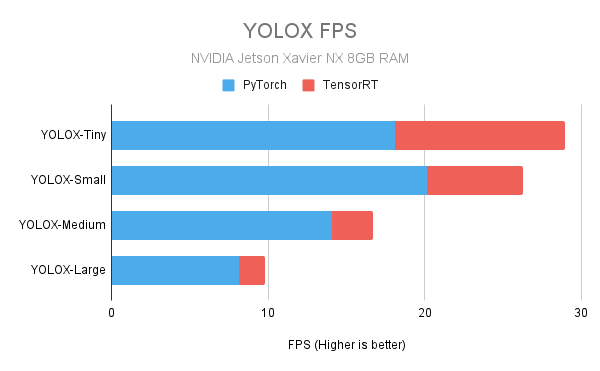 YOLOX FPS
NVIDIA Jetson Xavier NX 8GB RAM
PyTorch TensorRT
YOLOX-Tiny
YOLOX-Small
YOLOX-Medium
YOLOX-Large
0 10 20 30
FPS (Higher is better)